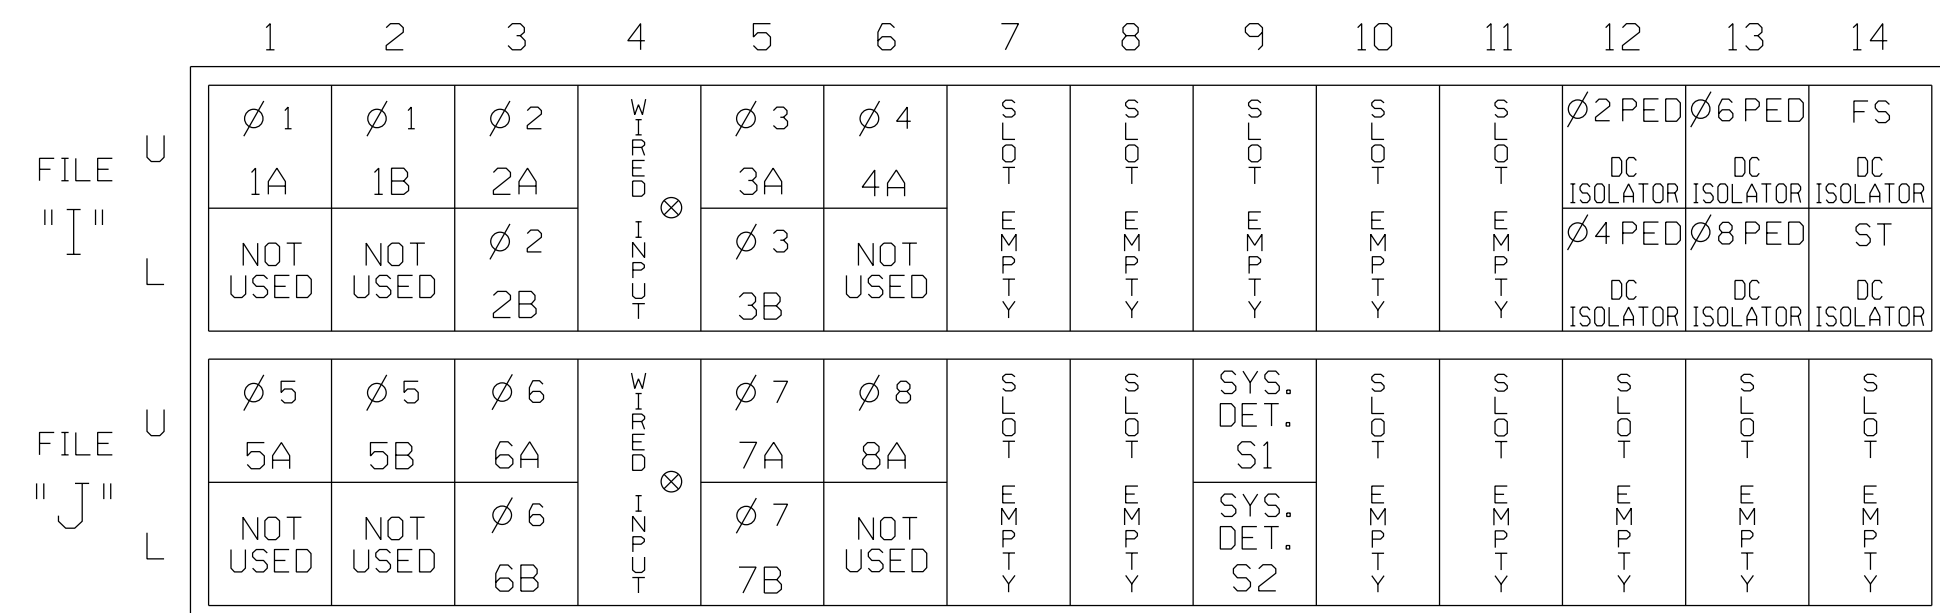 1 2 3 4 5 6 7 8 9 10 11 12 13 14
FILE
"I"
U
L
Ø 1
1A
NOT
USED
Ø 1
1B
NOT
USED
Ø 2
2A
Ø 2
2B
WIRED INPUT
Ø 3
3A
Ø 3
3B
Ø 4
4A
NOT
USED
SLOT EMPTY
SLOT EMPTY
SLOT EMPTY
SLOT EMPTY
SLOT EMPTY
Ø2 PED
DC
ISOLATOR
Ø4 PED
DC
ISOLATOR
Ø6 PED
DC
ISOLATOR
Ø8 PED
DC
ISOLATOR
FS
DC
ISOLATOR
ST
DC
ISOLATOR
FILE
"J"
U
L
Ø 5
5A
NOT
USED
Ø 5
5B
NOT
USED
Ø 6
6A
Ø 6
6B
WIRED INPUT
Ø 7
7A
Ø 7
7B
Ø 8
8A
NOT
USED
SLOT EMPTY
SLOT EMPTY
SYS.
DET.
S1
SYS.
DET.
S2
SLOT EMPTY
SLOT EMPTY
SLOT EMPTY
SLOT EMPTY
SLOT EMPTY